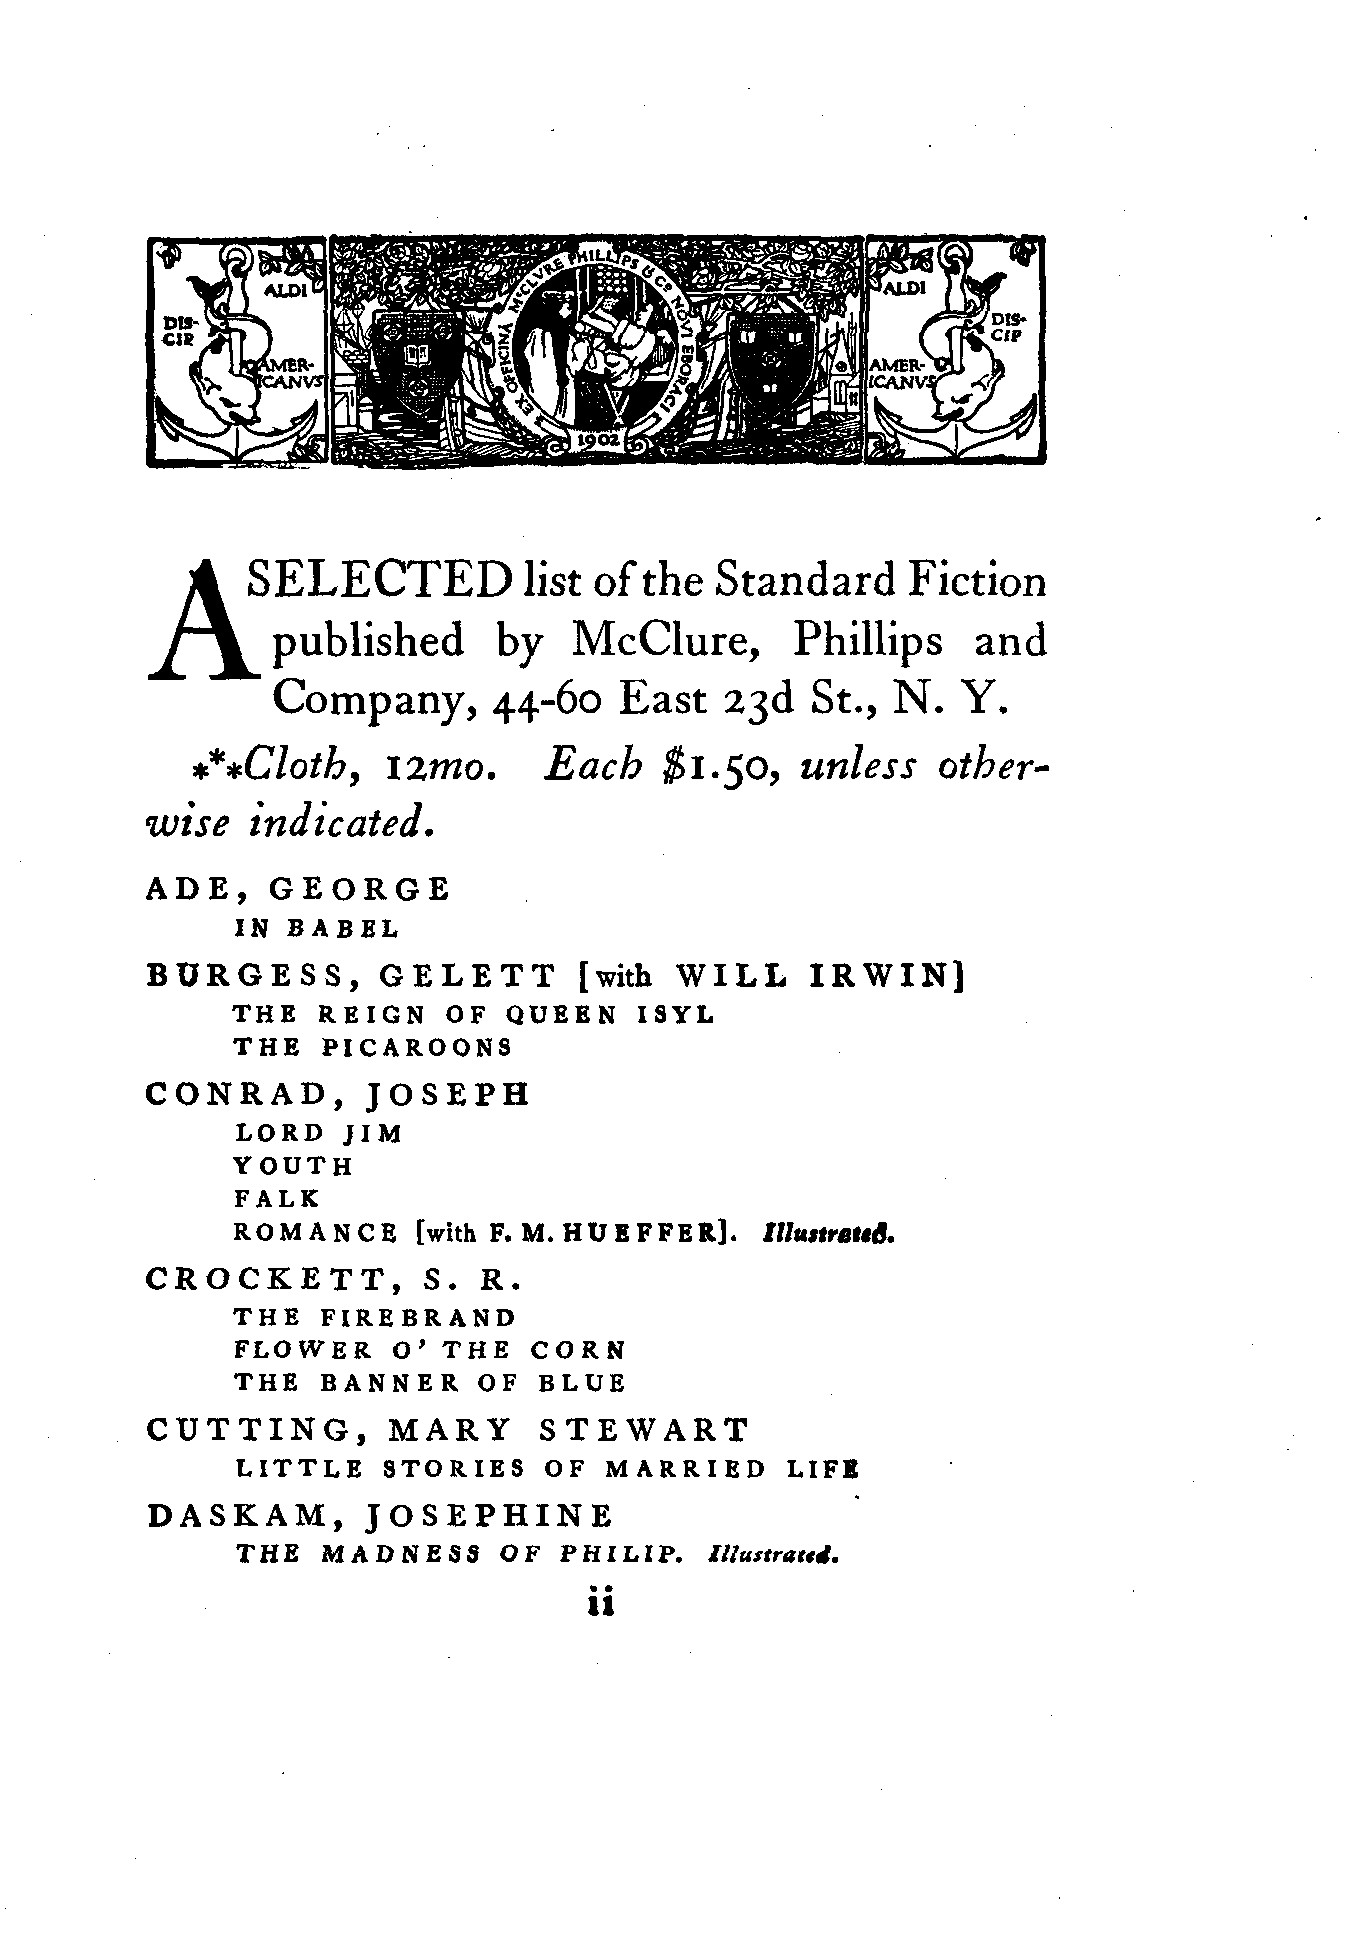 ALDI
DIS-
CIP
AMER-
ICANVS
EX OFFICINÂ McCLVRE PHILLIPS & Co NOVI EBORACI
1902
ALDI
DIS-
CIP
AMER-
ICANVS
A SELECTED list of the Standard Fiction
published by McClure, Phillips and
Company, 44-60 East 23d St., N. Y.
***Cloth, 12mo. Each $1.50, unless other-
wise indicated.
ADE, GEORGE
IN BABEL
BURGESS, GELETT [with WILL IRWIN]
THE REIGN OF QUEEN ISYL
THE PICAROONS
CONRAD, JOSEPH
LORD JIM
YOUTH
FALK
ROMANCE [with F. M. HUEFFER]. Illustrated.
CROCKETT, S. R.
THE FIREBRAND
FLOWER O' THE CORN
THE BANNER OF BLUE
CUTTING, MARY STEWART
LITTLE STORIES OF MARRIED LIFE
DASKAM, JOSEPHINE
THE MADNESS OF PHILIP. Illustrated.
ii